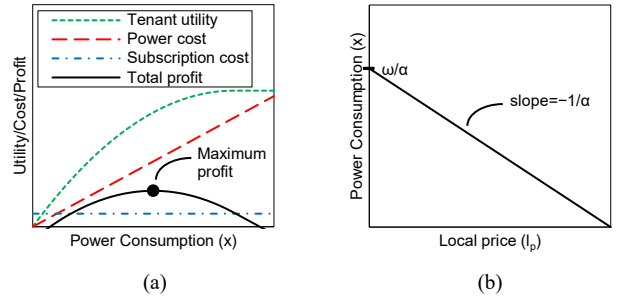 Tenant utility
Power cost
Subscription cost
Total profit
Utility/Cost/Profit
Maximum
profit
Power Consumption (x)
(a)
Power Consumption (x)
ω/α
slope=−1/α
Local price (lₚ)
(b)